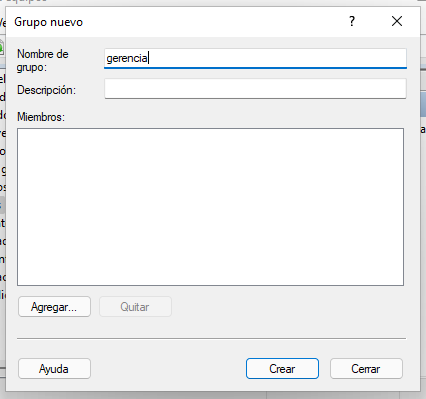 Grupo nuevo
Nombre de
grupo:
gerencia
Descripción:
Miembros:
Agregar...
Quitar
Ayuda
Crear
Cerrar